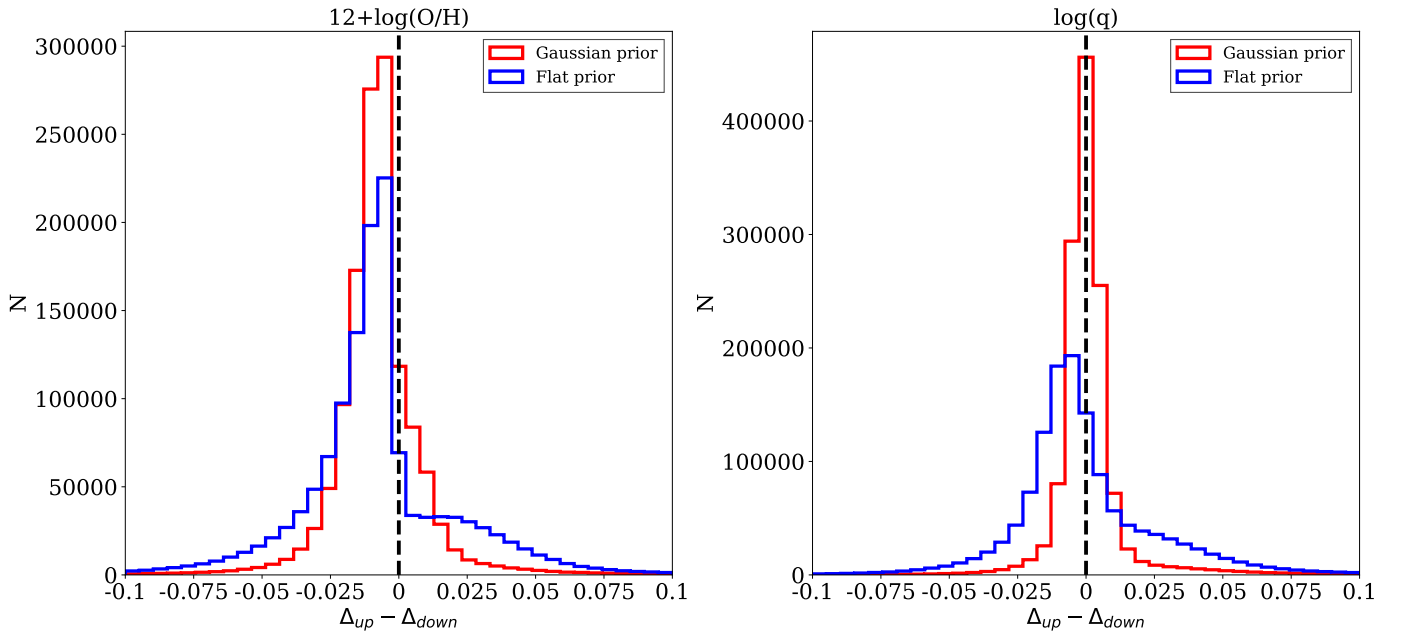 12+log(O/H)
Gaussian prior
Flat prior
300000
250000
200000
150000
100000
50000
0
N
-0.1 -0.075 -0.05 -0.025 0 0.025 0.05 0.075 0.1
Δup − Δdown
log(q)
Gaussian prior
Flat prior
400000
300000
200000
100000
0
N
-0.1 -0.075 -0.05 -0.025 0 0.025 0.05 0.075 0.1
Δup − Δdown